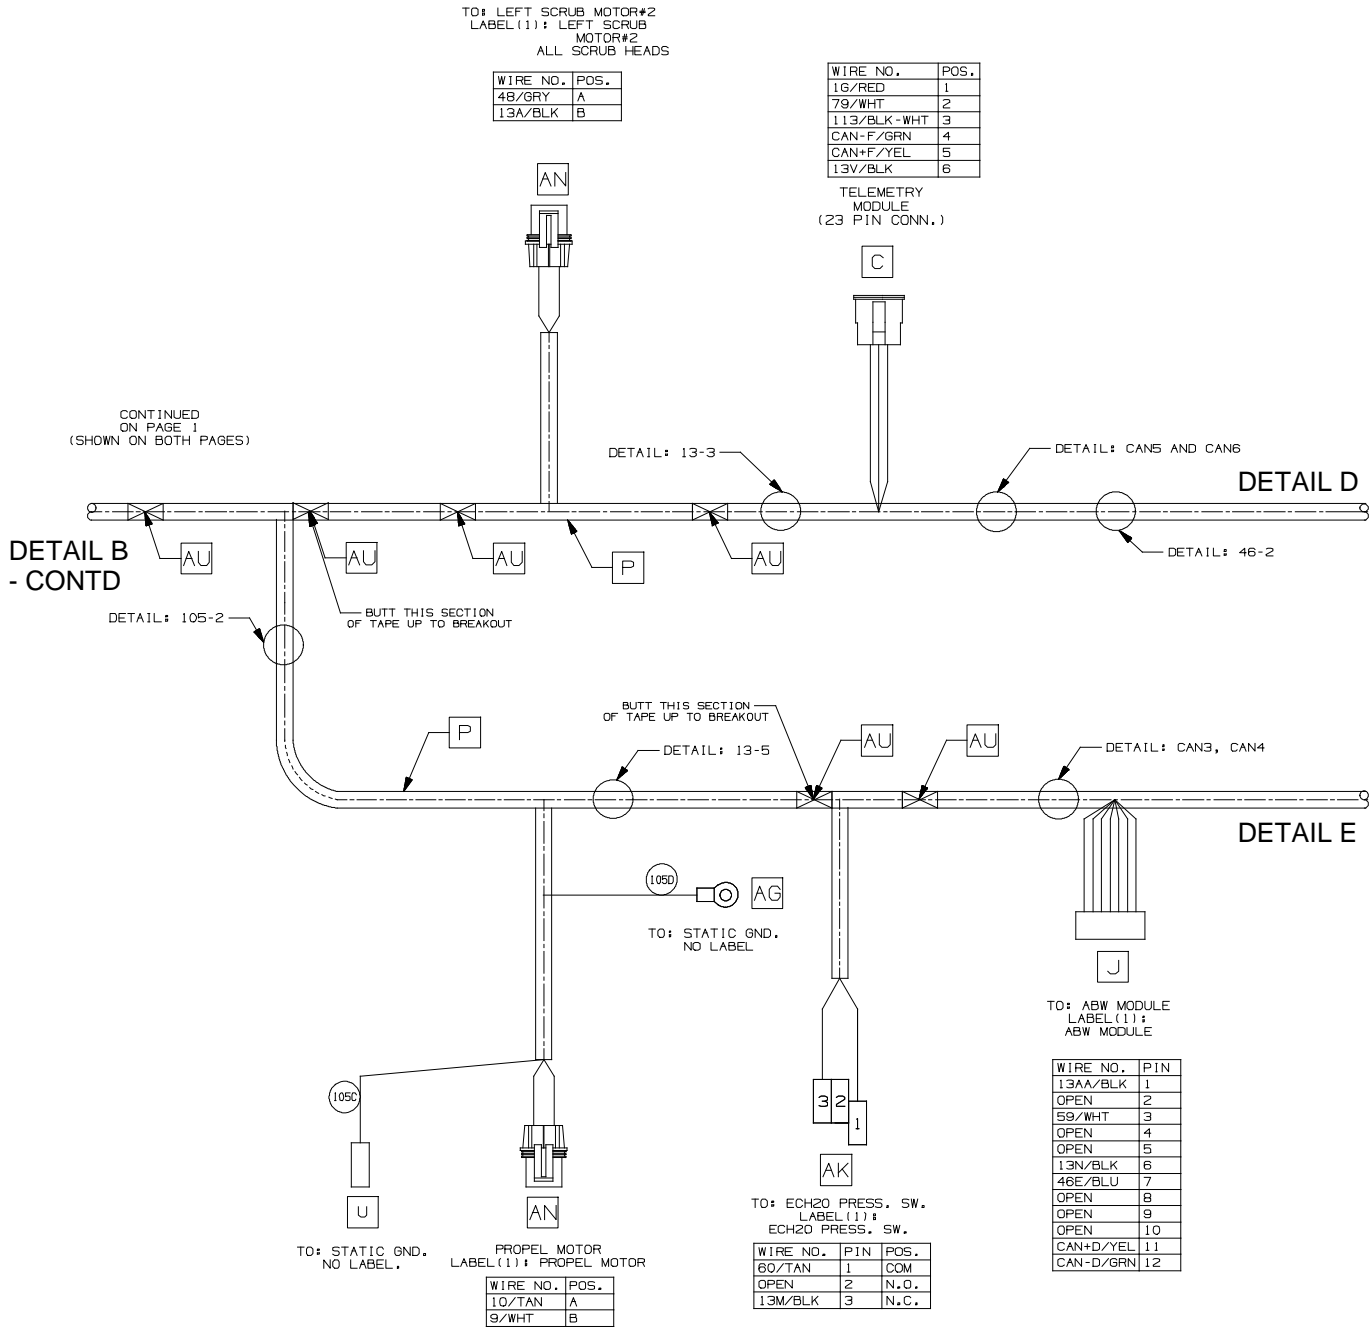 TO: LEFT SCRUB MOTOR#2
LABEL(1): LEFT SCRUB
MOTOR#2
ALL SCRUB HEADS
WIRE NO. POS.
48/GRY A
13A/BLK B
AN
WIRE NO. POS.
1G/RED 1
79/WHT 2
113/BLK-WHT 3
CAN-F/GRN 4
CAN+F/YEL 5
13V/BLK 6
TELEMETRY
MODULE
(23 PIN CONN.)
C
CONTINUED
ON PAGE 1
(SHOWN ON BOTH PAGES)
DETAIL: 13-3
DETAIL: CAN5 AND CAN6
DETAIL D
DETAIL B
- CONTD
AU
AU
AU
P
AU
DETAIL: 46-2
DETAIL: 105-2
BUTT THIS SECTION
OF TAPE UP TO BREAKOUT
P
BUTT THIS SECTION
OF TAPE UP TO BREAKOUT
DETAIL: 13-5
AU
AU
DETAIL: CAN3, CAN4
DETAIL E
105D
AG
TO: STATIC GND.
NO LABEL
J
TO: ABW MODULE
LABEL(1):
ABW MODULE
WIRE NO. PIN
13AA/BLK 1
OPEN 2
59/WHT 3
OPEN 4
OPEN 5
13N/BLK 6
46E/BLU 7
OPEN 8
OPEN 9
OPEN 10
CAN+D/YEL 11
CAN-D/GRN 12
105C
U
TO: STATIC GND.
NO LABEL.
AN
PROPEL MOTOR
LABEL(1): PROPEL MOTOR
WIRE NO. POS.
10/TAN A
9/WHT B
3 2
1
AK
TO: ECH2O PRESS. SW.
LABEL(1):
ECH2O PRESS. SW.
WIRE NO. PIN POS.
60/TAN 1 COM
OPEN 2 N.O.
13M/BLK 3 N.C.